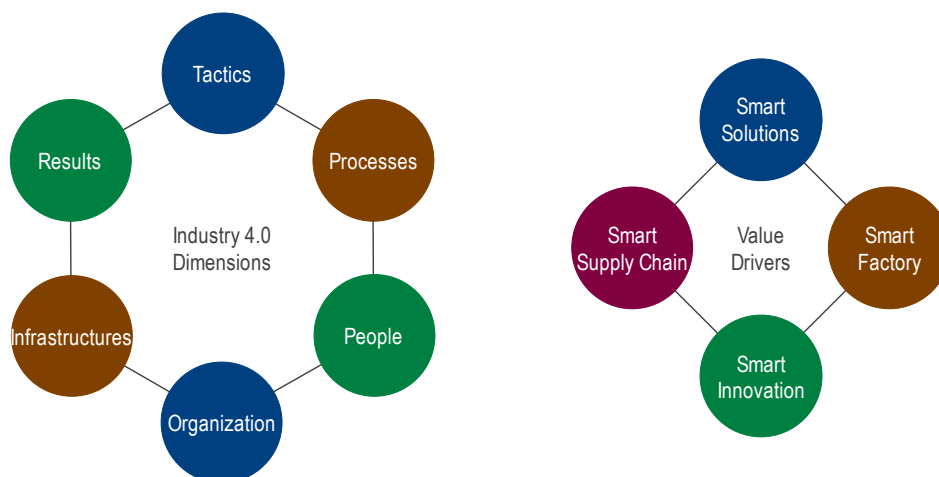 Tactics
Results
Processes
Industry 4.0
Dimensions
Infrastructures
People
Organization
Smart
Solutions
Smart
Supply Chain
Value
Drivers
Smart
Factory
Smart
Innovation